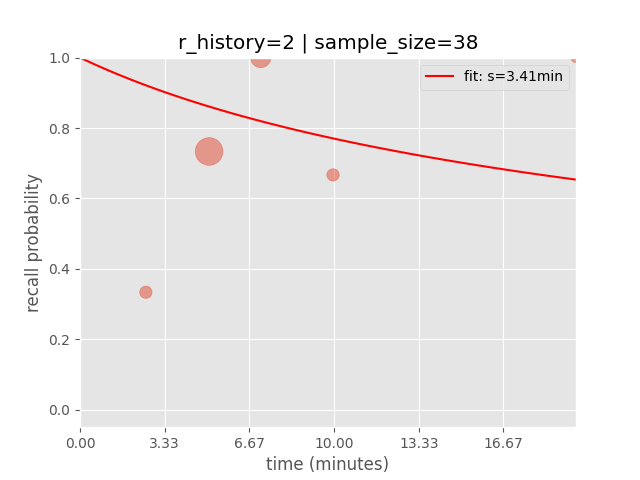 r_history=2 | sample_size=38
fit: s=3.41min
1.0
0.8
0.6
0.4
0.2
0.0
recall probability
0.00 3.33 6.67 10.00 13.33 16.67
time (minutes)